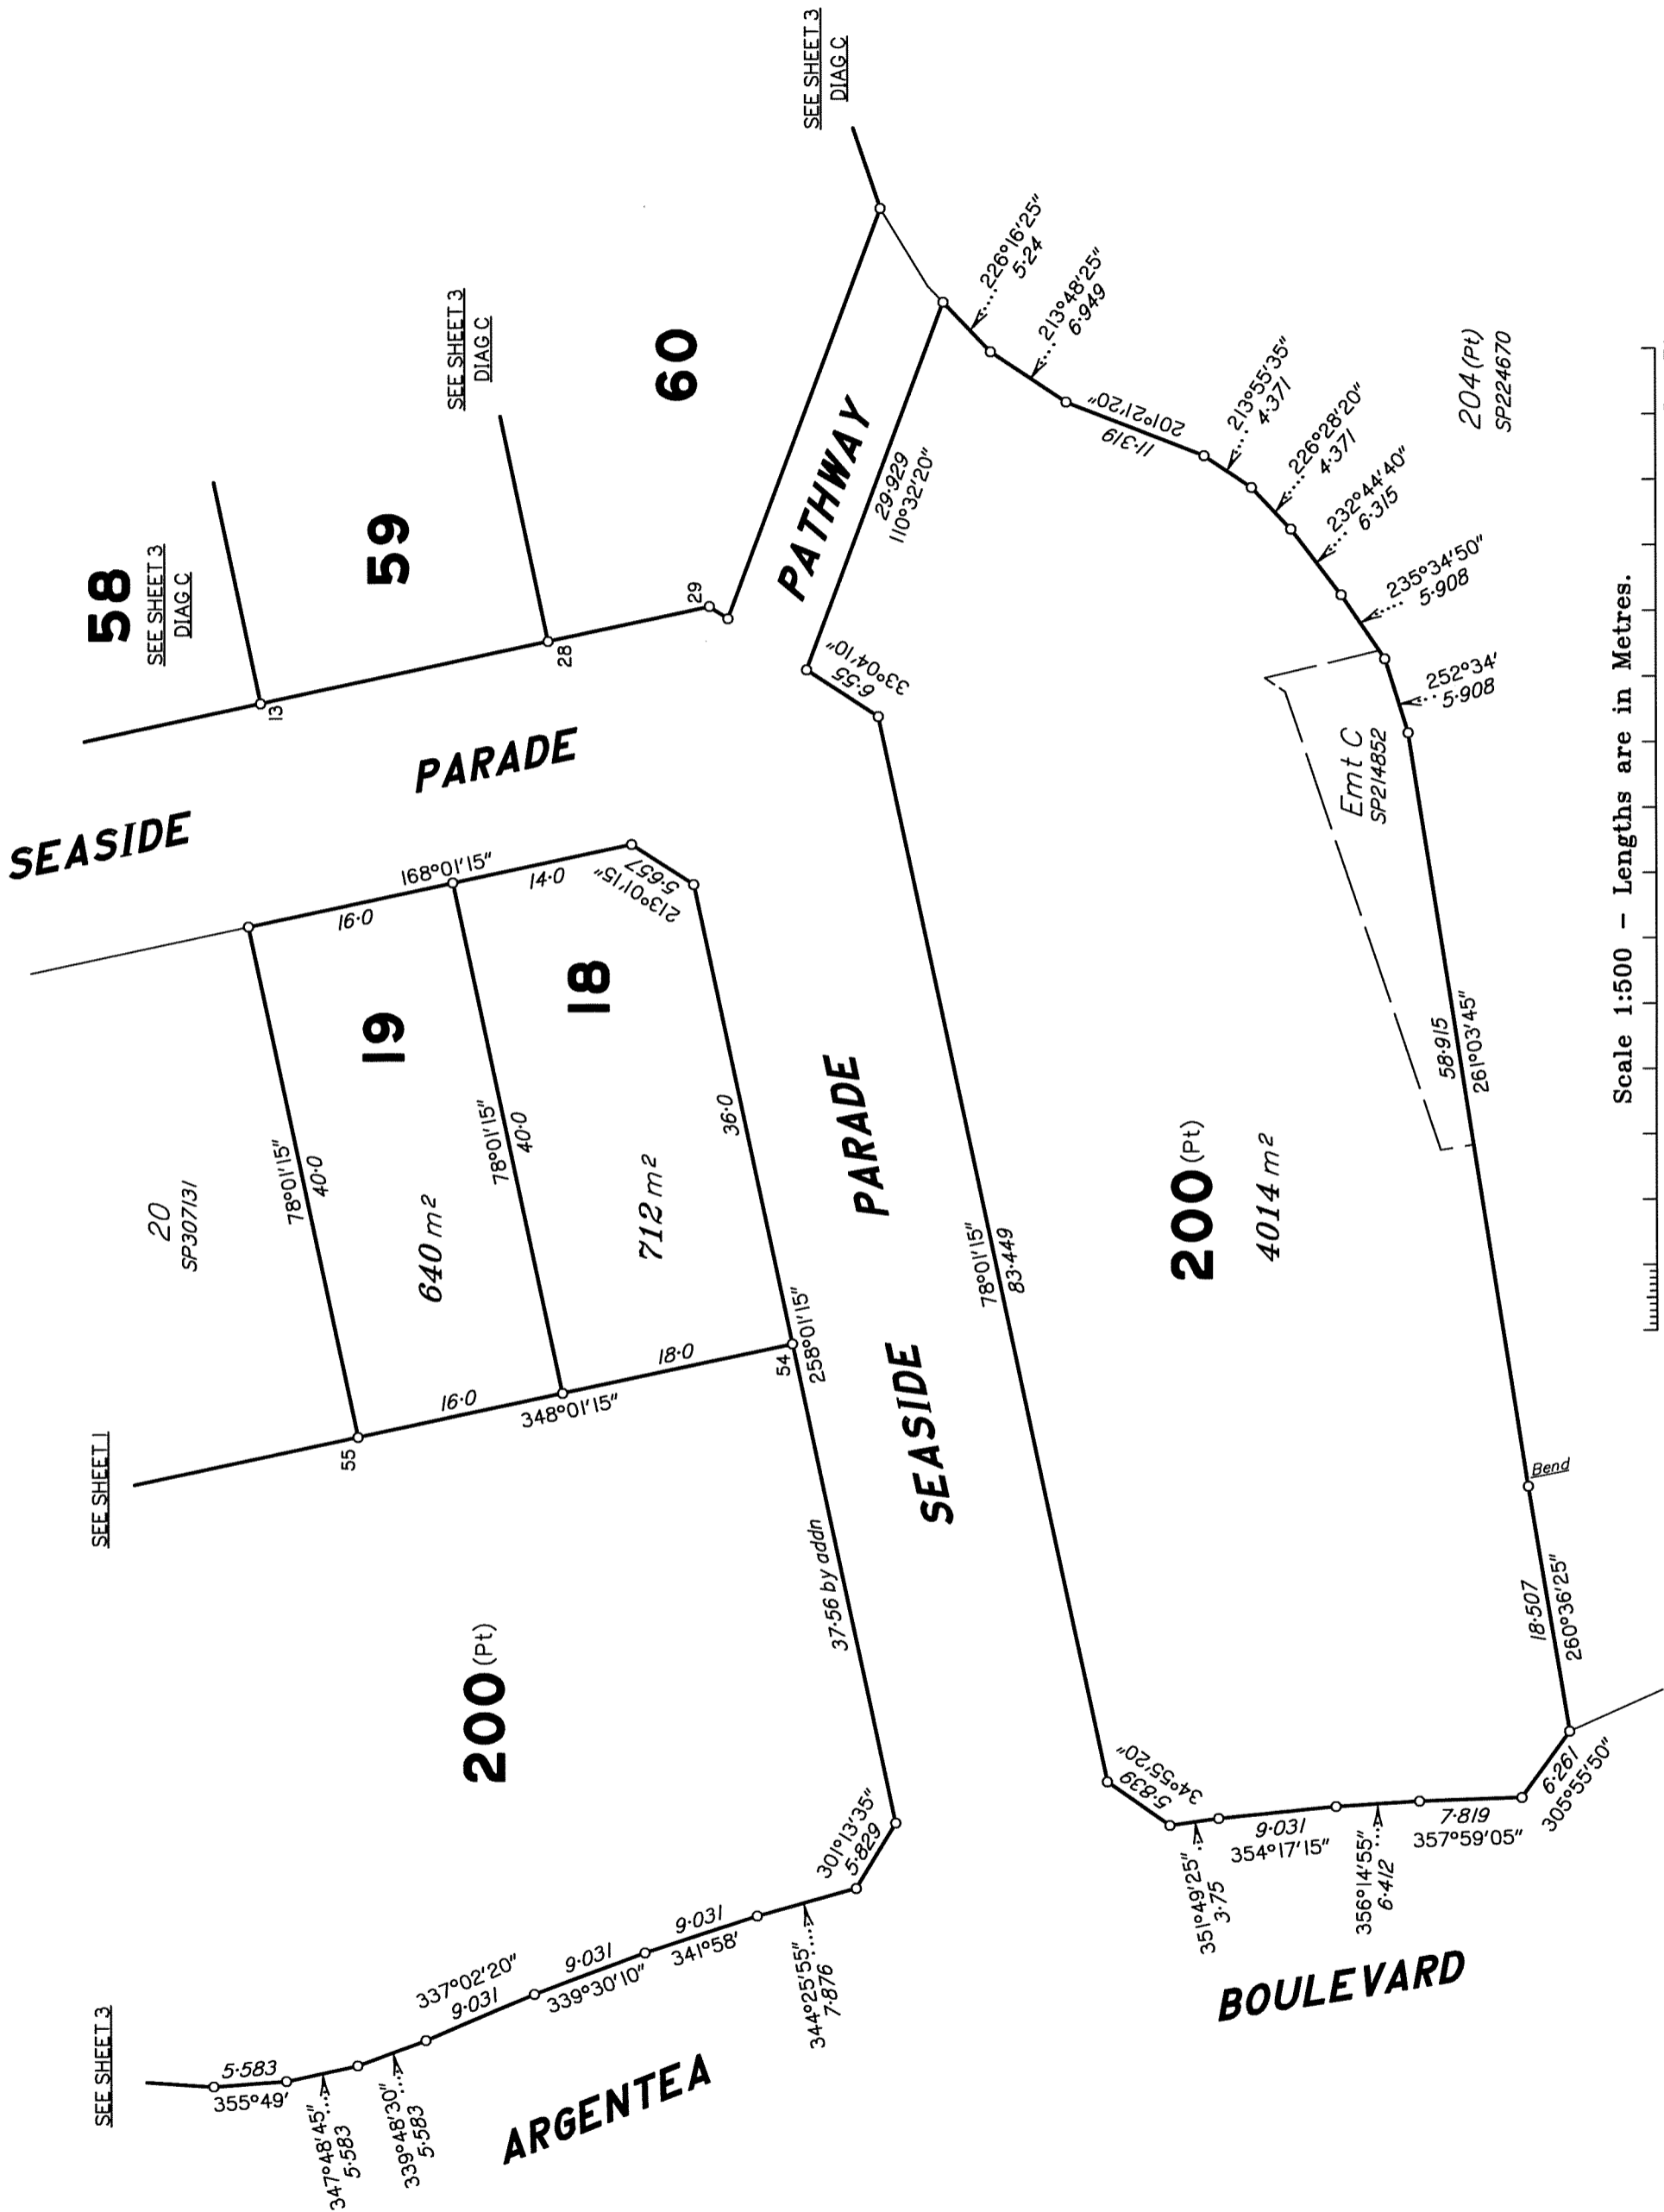 SEE SHEET 3
DIAG C
58
SEE SHEET 3
DIAG C
59
SEE SHEET 3
DIAG C
60
13
28
29
SEASIDE
PARADE
PATHWAY
20
SP307131
SEE SHEET 1
78°01'15"
40·0
16·0
168°01'15"
14·0
19
640 m²
78°01'15"
40·0
18
712 m²
5·657
213°01'15"
36·0
16·0
18·0
348°01'15"
55
54
258°01'15"
37·56 by addn
SEASIDE
PARADE
200 (Pt)
SEE SHEET 3
5·583
355°49'
347°48'45"
5·583
339°48'30"
5·583
337°02'20"
9·031
9·031
339°30'10"
9·031
341°58'
344°25'55"
7·876
301°13'35"
5·829
ARGENTEA
BOULEVARD
6·55
33°04'10"
29·929
110°32'20"
226°16'25"
5·24
213°48'25"
6·949
201°21'20"
11·319
213°55'35"
4·371
226°28'20"
4·371
232°44'40"
6·315
235°34'50"
5·908
252°34'
5·908
204 (Pt)
SP224670
Emt C
SP214852
78°01'15"
83·449
200 (Pt)
4014 m²
58·915
261°03'45"
Bend
18·507
260°36'25"
6·261
305°55'50"
7·819
357°59'05"
356°14'55"
6·412
9·031
354°17'15"
351°49'25"
3·75
5·839
34°55'20"
Scale 1:500 – Lengths are in Metres.